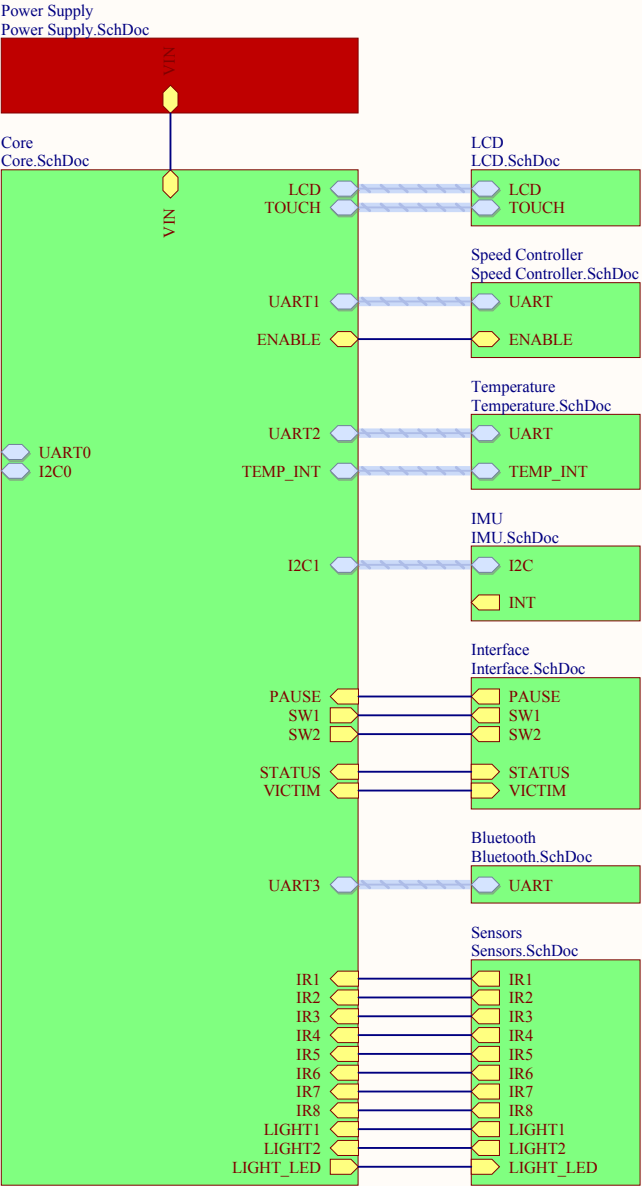 Power Supply
Power Supply.SchDoc
VIN
Core
Core.SchDoc
VIN
LCD
TOUCH
UART1
ENABLE
UART2
TEMP_INT
UART0
I2C0
I2C1
PAUSE
SW1
SW2
STATUS
VICTIM
UART3
IR1
IR2
IR3
IR4
IR5
IR6
IR7
IR8
LIGHT1
LIGHT2
LIGHT_LED
LCD
LCD.SchDoc
LCD
TOUCH
Speed Controller
Speed Controller.SchDoc
UART
ENABLE
Temperature
Temperature.SchDoc
UART
TEMP_INT
IMU
IMU.SchDoc
I2C
INT
Interface
Interface.SchDoc
PAUSE
SW1
SW2
STATUS
VICTIM
Bluetooth
Bluetooth.SchDoc
UART
Sensors
Sensors.SchDoc
IR1
IR2
IR3
IR4
IR5
IR6
IR7
IR8
LIGHT1
LIGHT2
LIGHT_LED